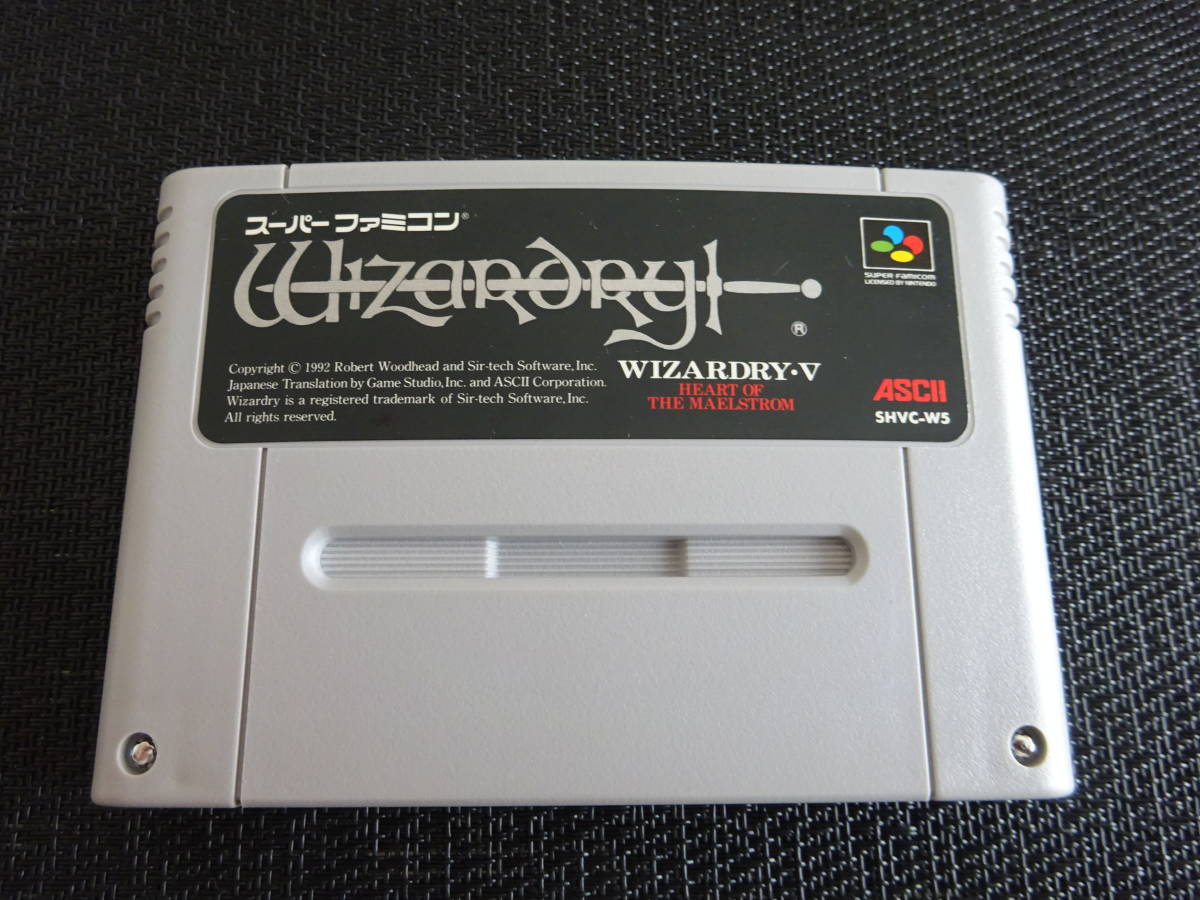 スーパーファミコン®
Wizardry
®
SUPER FAMICOM
LICENSED BY NINTENDO
Copyright © 1992 Robert Woodhead and Sir-tech Software, Inc.
Japanese Translation by Game Studio, Inc. and ASCII Corporation.
Wizardry is a registered trademark of Sir-tech Software, Inc.
All rights reserved.
WIZARDRY·V
HEART OF
THE MAELSTROM
ASCII
SHVC-W5